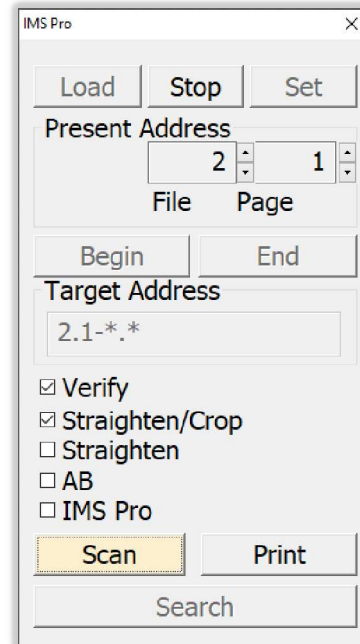 IMS Pro
Load Stop Set
Present Address
2 1
File Page
Begin End
Target Address
2.1-*.*
Verify
Straighten/Crop
Straighten
AB
IMS Pro
Scan Print
Search